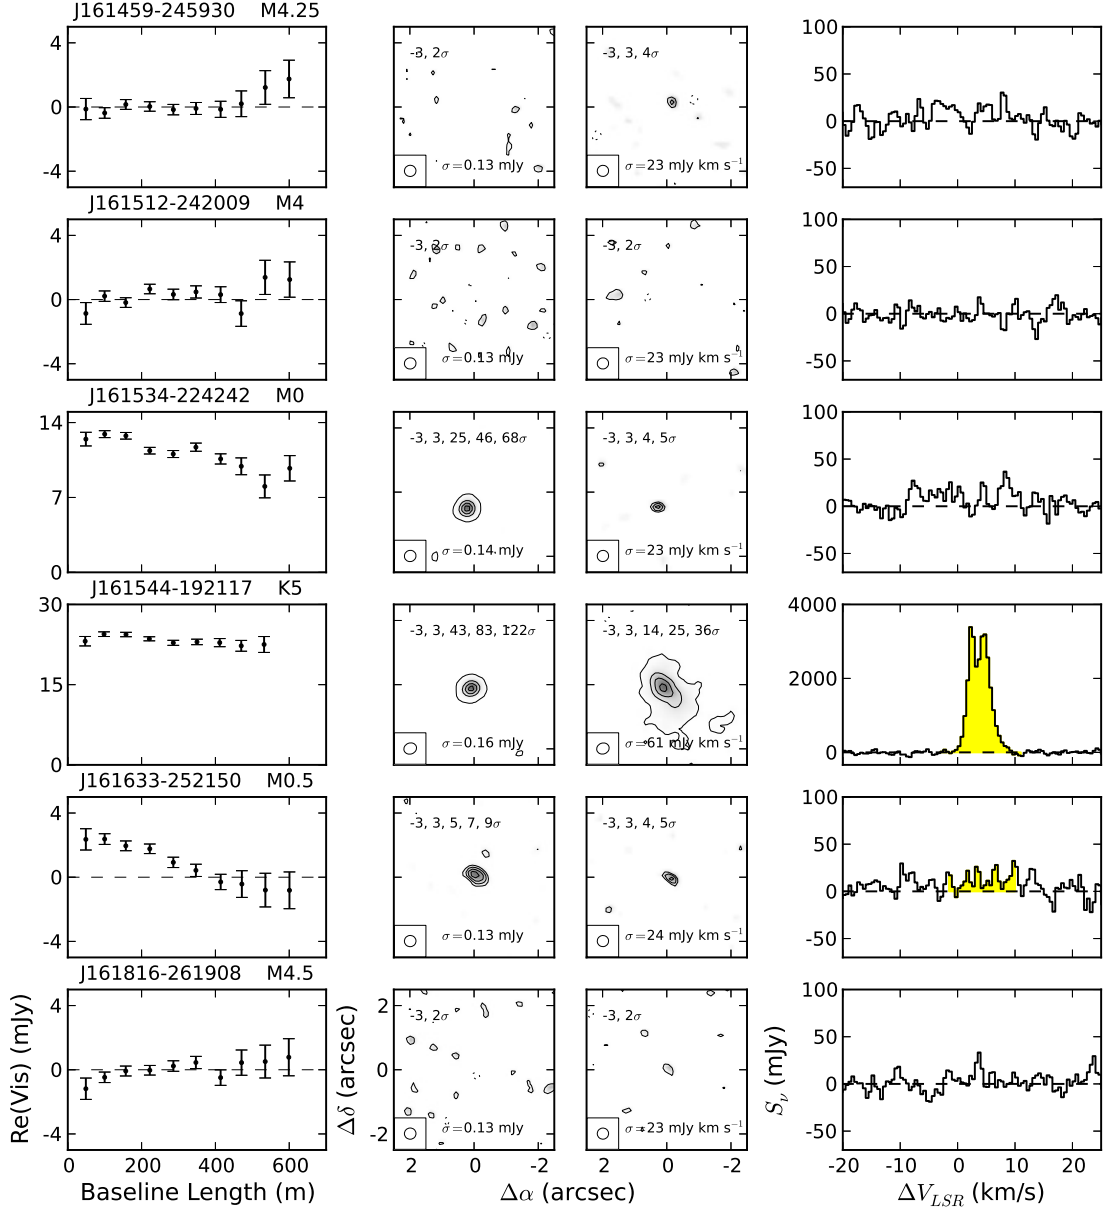 J161459-245930 M4.25
4
0
-4
-3, 2σ
σ=0.13 mJy
-3, 3, 4σ
σ=23 mJy km s⁻¹
100
50
0
-50
J161512-242009 M4
4
0
-4
-3, 2σ
σ=0.13 mJy
-3, 2σ
σ=23 mJy km s⁻¹
100
50
0
-50
J161534-224242 M0
14
7
0
-3, 3, 25, 46, 68σ
σ=0.14 mJy
-3, 3, 4, 5σ
σ=23 mJy km s⁻¹
100
50
0
-50
J161544-192117 K5
30
15
0
-3, 3, 43, 83, 122σ
σ=0.16 mJy
-3, 3, 14, 25, 36σ
σ=61 mJy km s⁻¹
4000
2000
0
J161633-252150 M0.5
4
0
-4
-3, 3, 5, 7, 9σ
σ=0.13 mJy
-3, 3, 4, 5σ
σ=24 mJy km s⁻¹
100
50
0
-50
J161816-261908 M4.5
4
0
-4
Re(Vis) (mJy)
0 200 400 600
Baseline Length (m)
2
0
-2
Δδ (arcsec)
-3, 2σ
σ=0.13 mJy
-3, 2σ
σ=23 mJy km s⁻¹
2 0 -2
2 0 -2
Δα (arcsec)
100
50
0
-50
Sν (mJy)
-20 -10 0 10 20
ΔV_LSR (km/s)